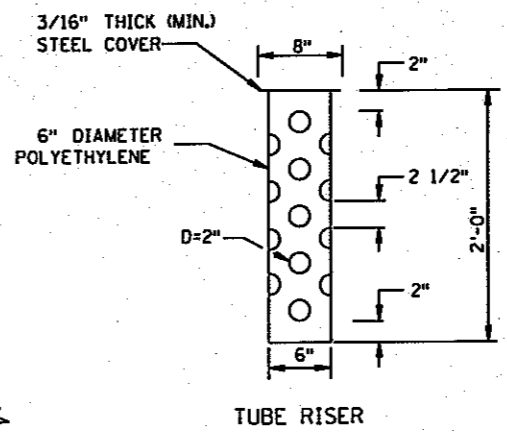 3/16" THICK (MIN.)
STEEL COVER
8"
2"
6" DIAMETER
POLYETHYLENE
2 1/2"
D=2"
2'-0"
2"
6"
TUBE RISER